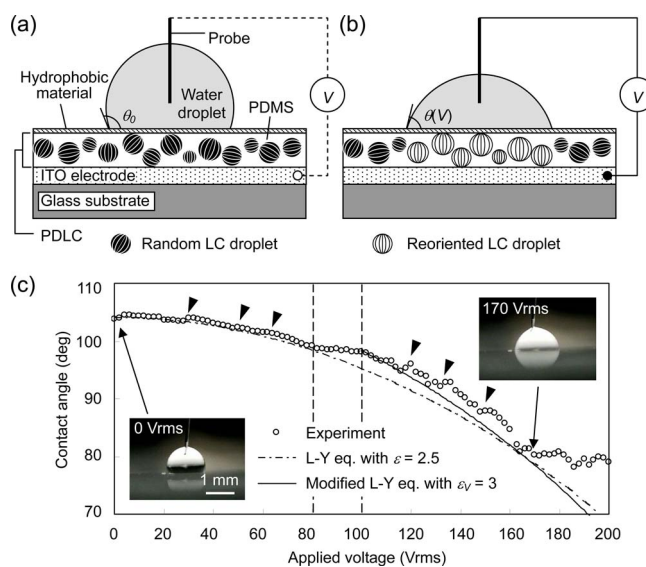 (a)
Probe
Hydrophobic
material
θ0
Water
droplet
V
PDMS
ITO electrode
Glass substrate
PDLC
Random LC droplet
(b)
V
θ(V)
Reoriented LC droplet
(c)
110
100
90
80
70
Contact angle (deg)
0 Vrms
1 mm
170 Vrms
Experiment
L-Y eq. with ε = 2.5
Modified L-Y eq. with εV = 3
0 20 40 60 80 100 120 140 160 180 200
Applied voltage (Vrms)